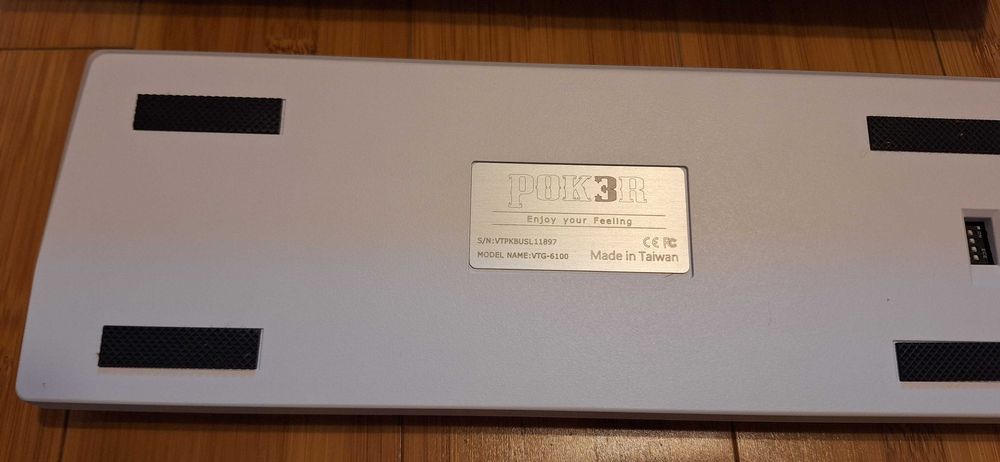 POK3R
Enjoy your Feeling
S/N:VTPKBUSL11897
CE FC
MODEL NAME:VTG-6100
Made in Taiwan